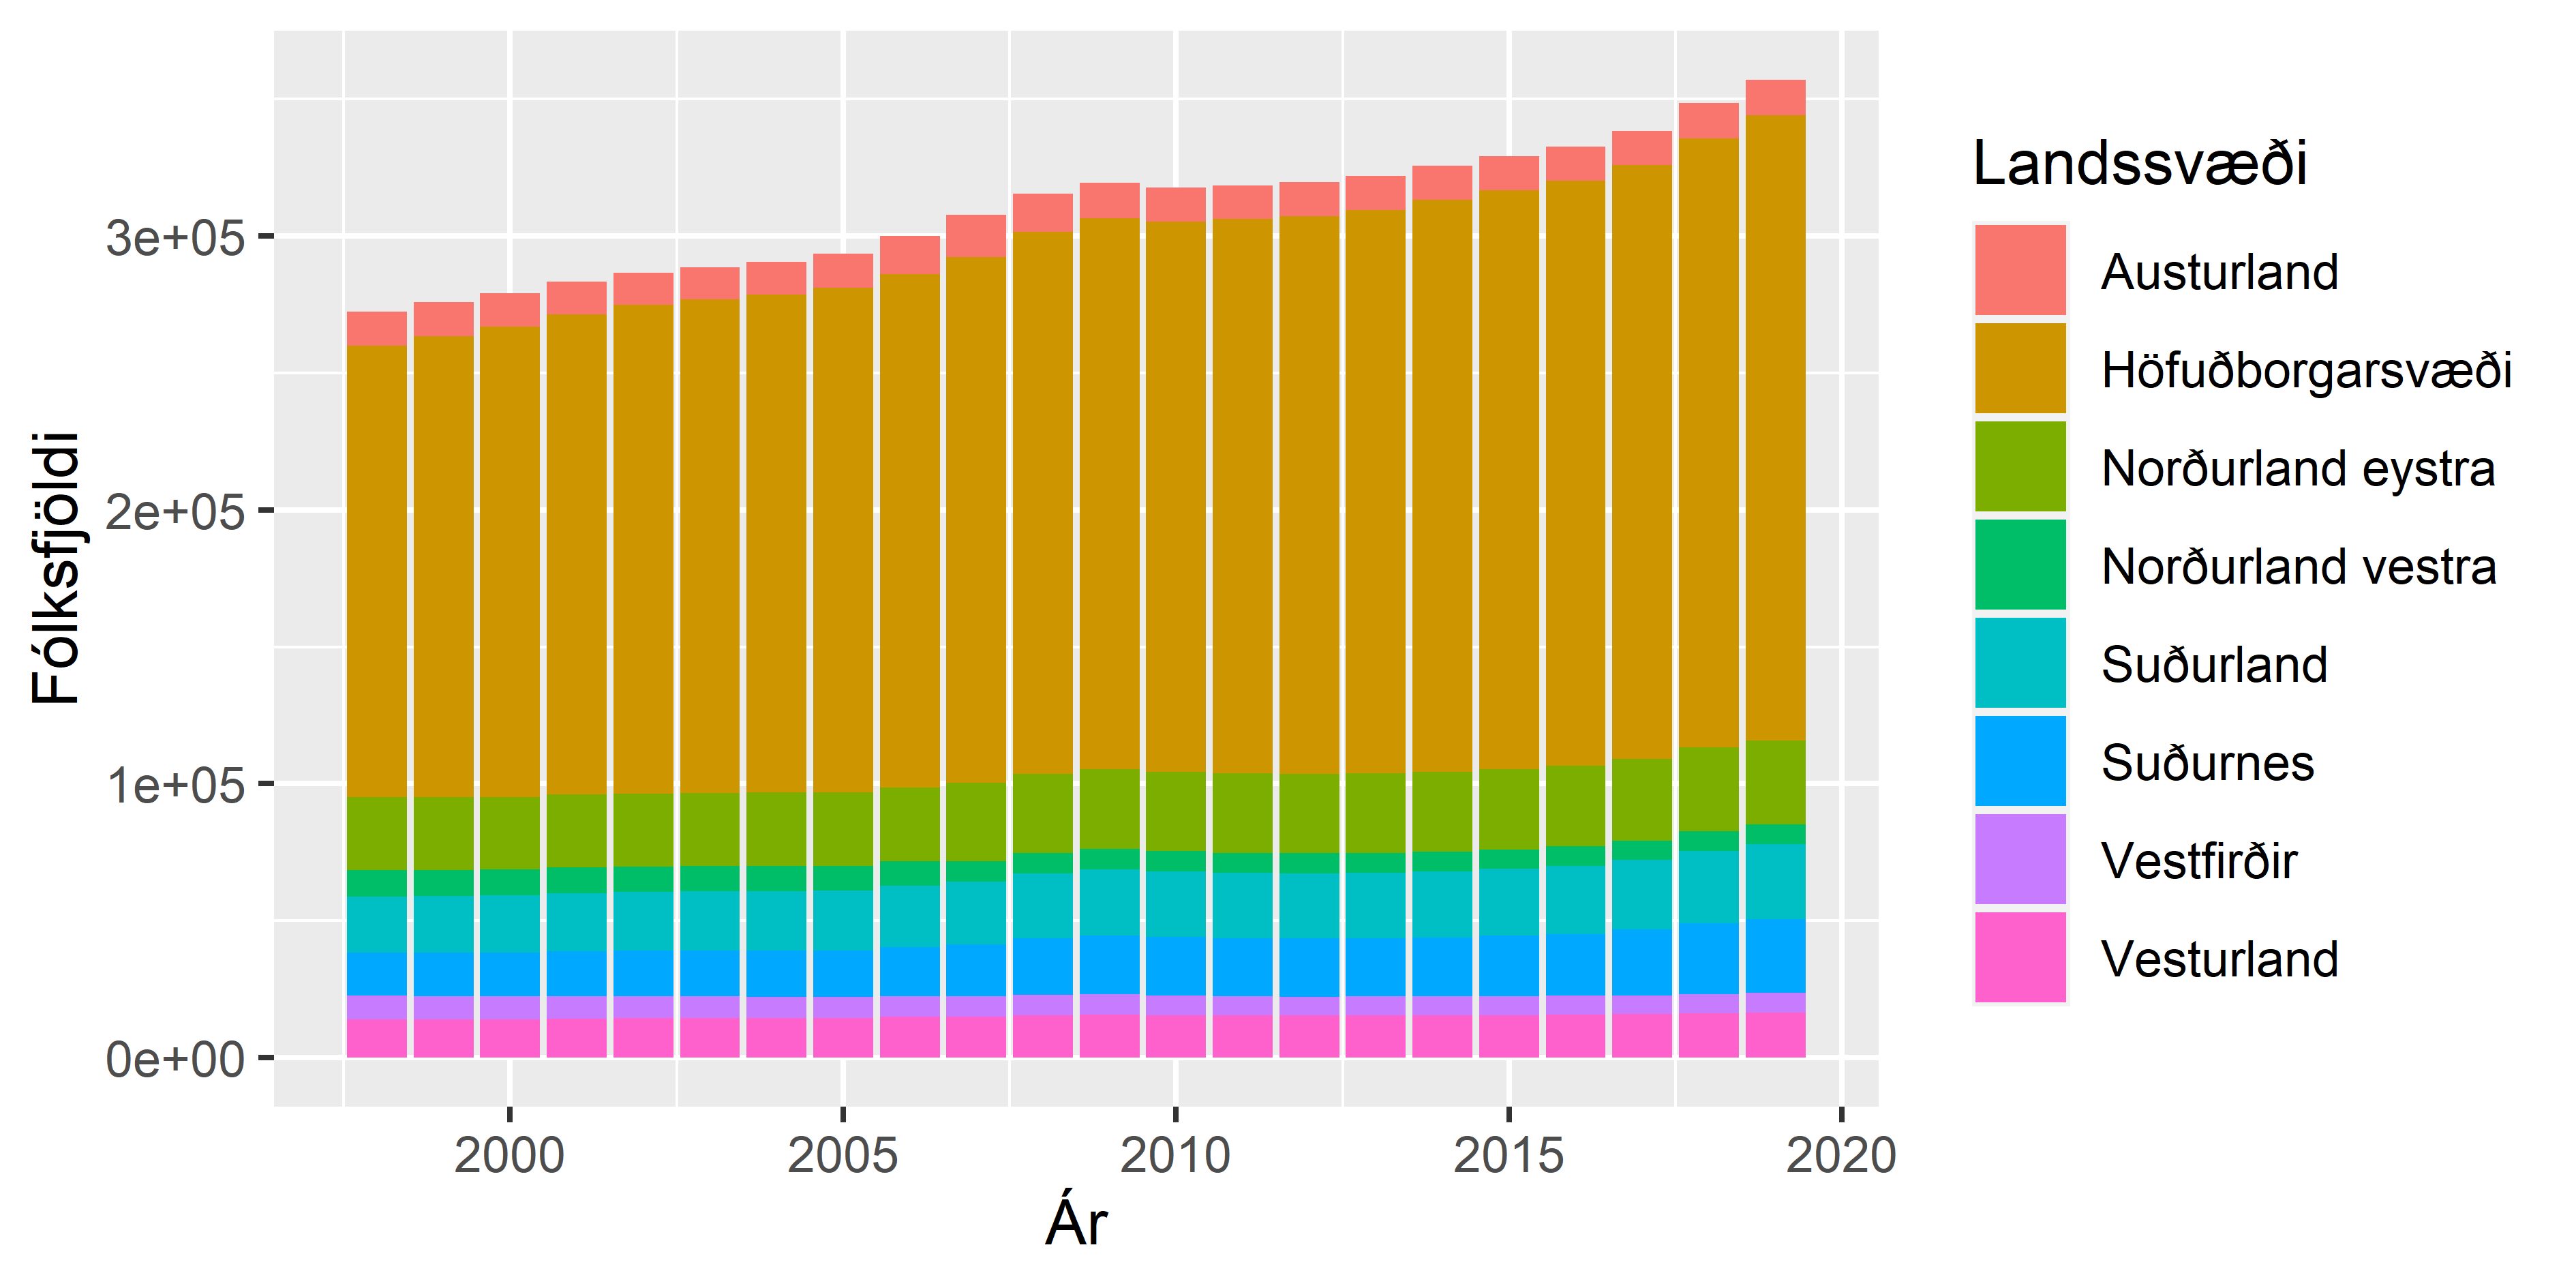 Fólksfjöldi
3e+05
2e+05
1e+05
0e+00
2000 2005 2010 2015 2020
Ár
Landssvæði
Austurland
Höfuðborgarsvæði
Norðurland eystra
Norðurland vestra
Suðurland
Suðurnes
Vestfirðir
Vesturland